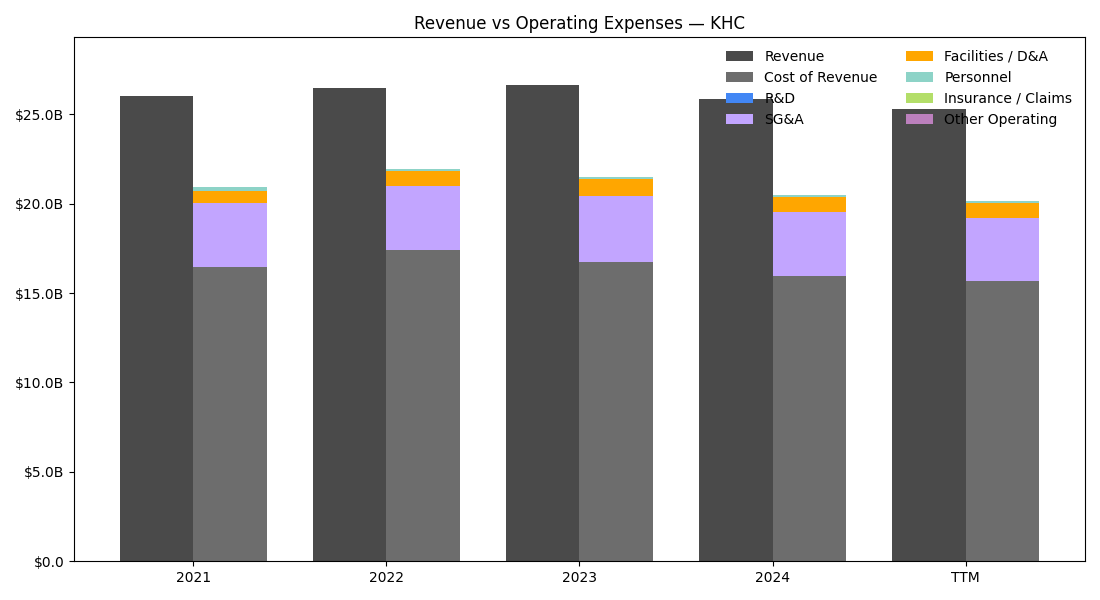 Revenue vs Operating Expenses — KHC
Revenue
Cost of Revenue
R&D
SG&A
Facilities / D&A
Personnel
Insurance / Claims
Other Operating
$25.0B
$20.0B
$15.0B
$10.0B
$5.0B
$0.0
2021
2022
2023
2024
TTM